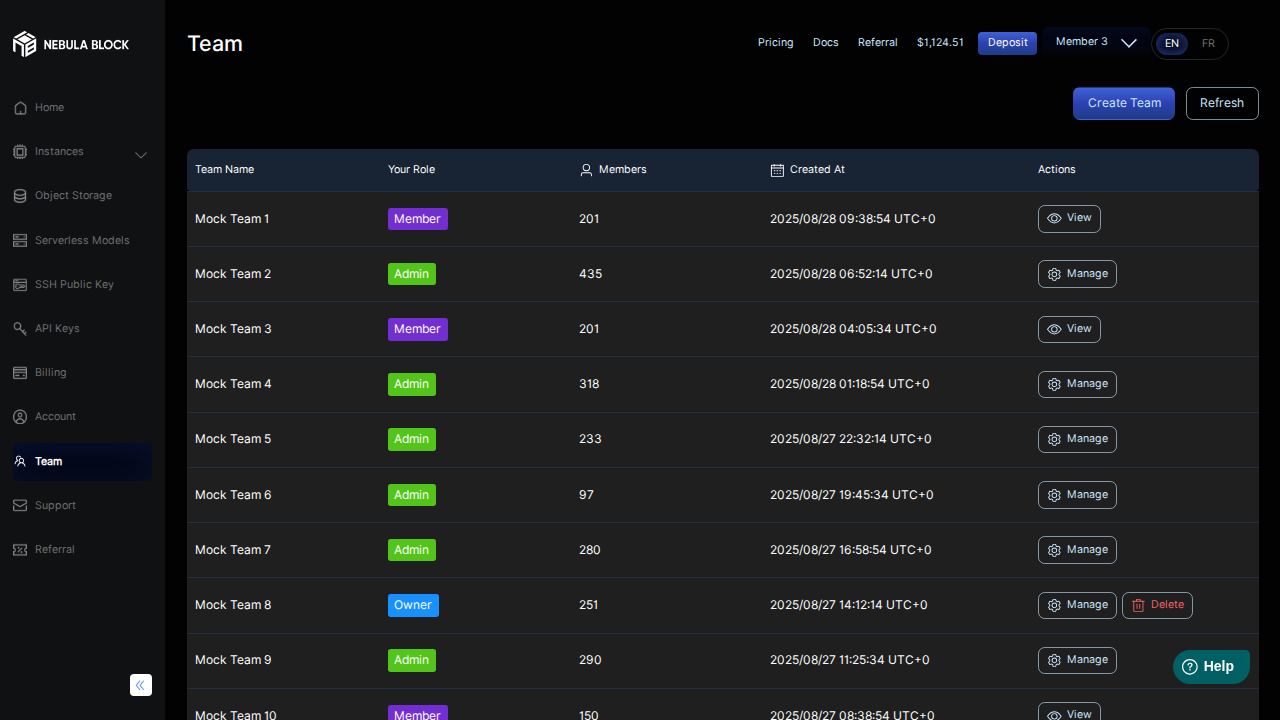 NEBULA BLOCK
Team
Pricing
Docs
Referral
$1,124.51
Deposit
Member 3
EN
FR
Home
Instances
Object Storage
Serverless Models
SSH Public Key
API Keys
Billing
Account
Team
Support
Referral
Create Team
Refresh
Team Name Your Role Members Created At Actions
Mock Team 1 Member 201 2025/08/28 09:38:54 UTC+0 View
Mock Team 2 Admin 435 2025/08/28 06:52:14 UTC+0 Manage
Mock Team 3 Member 201 2025/08/28 04:05:34 UTC+0 View
Mock Team 4 Admin 318 2025/08/28 01:18:54 UTC+0 Manage
Mock Team 5 Admin 233 2025/08/27 22:32:14 UTC+0 Manage
Mock Team 6 Admin 97 2025/08/27 19:45:34 UTC+0 Manage
Mock Team 7 Admin 280 2025/08/27 16:58:54 UTC+0 Manage
Mock Team 8 Owner 251 2025/08/27 14:12:14 UTC+0 Manage Delete
Mock Team 9 Admin 290 2025/08/27 11:25:34 UTC+0 Manage
Mock Team 10 Member 150 2025/08/27 08:38:54 UTC+0 View
Help